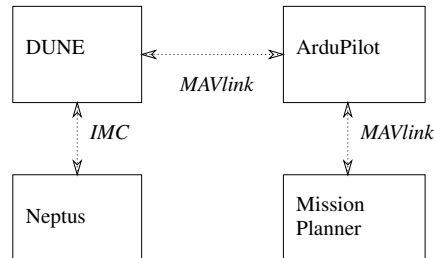 DUNE
ArduPilot
MAVlink
IMC
MAVlink
Neptus
Mission
Planner